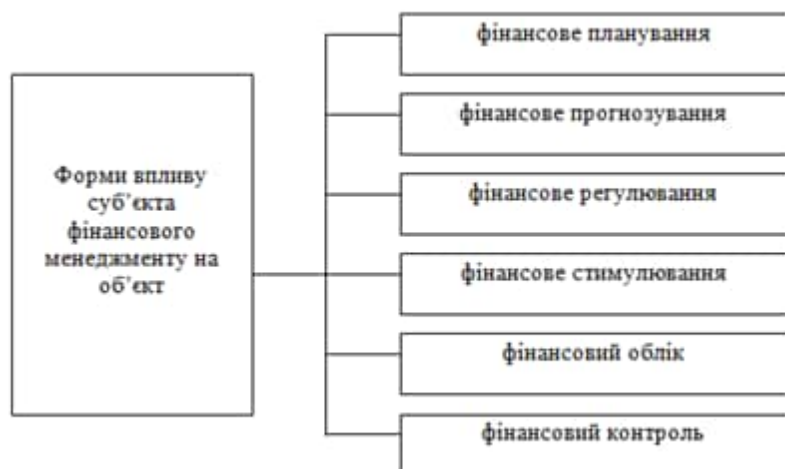 Форми впливу
суб'єкта
фінансового
менеджменту на
об'єкт
фінансове планування
фінансове прогнозування
фінансове регулювання
фінансове стимулювання
фінансовий облік
фінансовий контроль